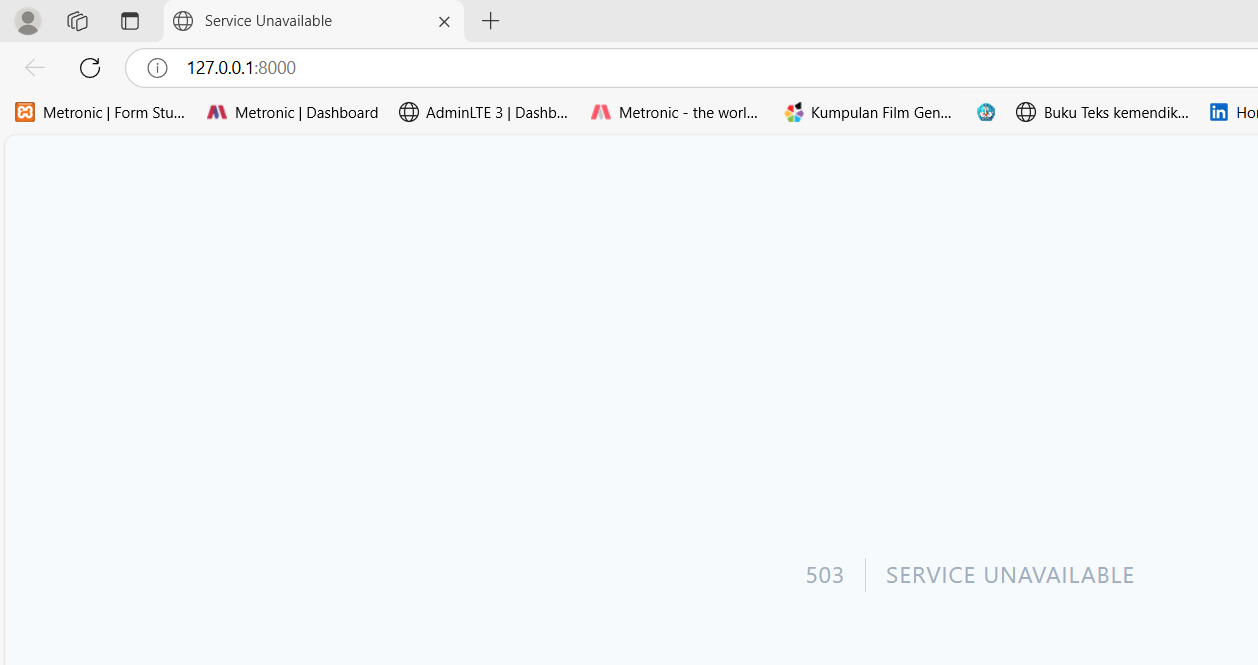 Service Unavailable
127.0.0.1:8000
Metronic | Form Stu... Metronic | Dashboard AdminLTE 3 | Dashb... Metronic - the worl... Kumpulan Film Gen... Buku Teks kemendik... in Hor
503 SERVICE UNAVAILABLE